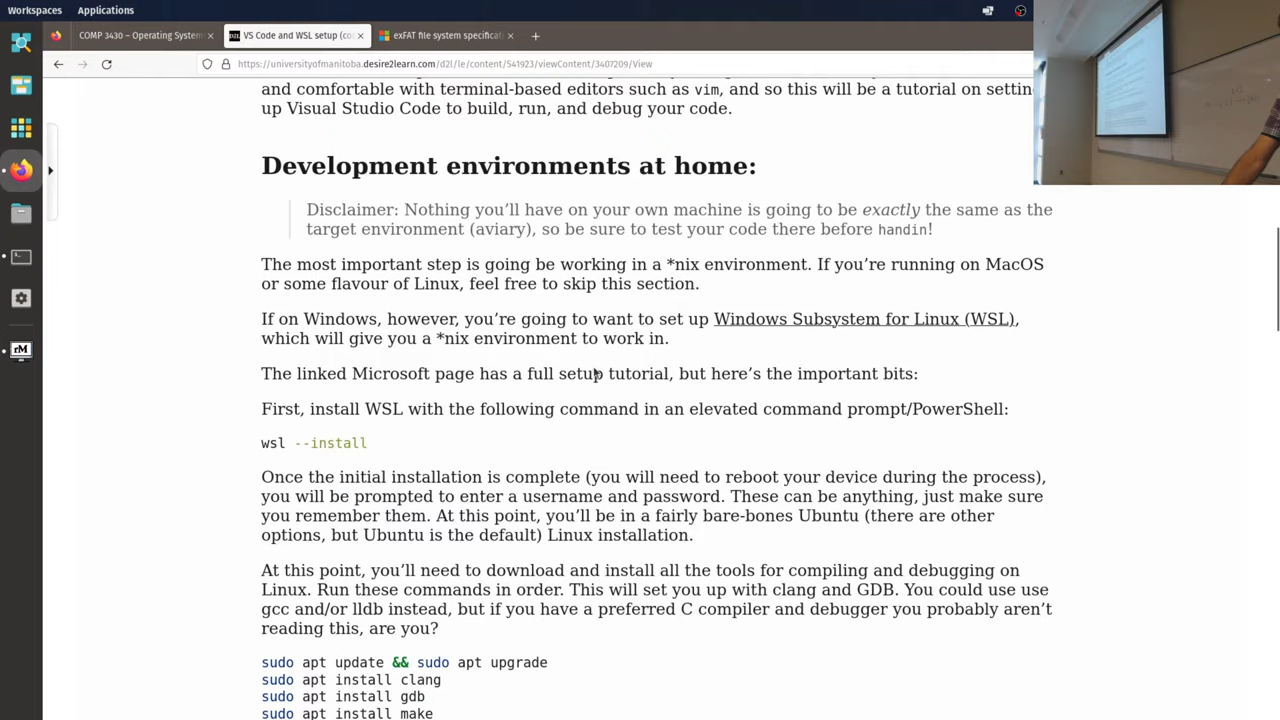 Workspaces Applications
COMP 3430 – Operating System × VS Code and WSL setup (co × exFAT file system specificat × +
https://universityofmanitoba.desire2learn.com/d2l/le/content/541923/viewContent/3407209/View
and comfortable with terminal-based editors such as vim, and so this will be a tutorial on setting
up Visual Studio Code to build, run, and debug your code.
Development environments at home:
Disclaimer: Nothing you’ll have on your own machine is going to be exactly the same as the
target environment (aviary), so be sure to test your code there before handin!
The most important step is going be working in a *nix environment. If you’re running on MacOS
or some flavour of Linux, feel free to skip this section.
If on Windows, however, you’re going to want to set up Windows Subsystem for Linux (WSL),
which will give you a *nix environment to work in.
The linked Microsoft page has a full setup tutorial, but here’s the important bits:
First, install WSL with the following command in an elevated command prompt/PowerShell:
wsl --install
Once the initial installation is complete (you will need to reboot your device during the process),
you will be prompted to enter a username and password. These can be anything, just make sure
you remember them. At this point, you’ll be in a fairly bare-bones Ubuntu (there are other
options, but Ubuntu is the default) Linux installation.
At this point, you’ll need to download and install all the tools for compiling and debugging on
Linux. Run these commands in order. This will set you up with clang and GDB. You could use use
gcc and/or lldb instead, but if you have a preferred C compiler and debugger you probably aren’t
reading this, are you?
sudo apt update && sudo apt upgrade
sudo apt install clang
sudo apt install gdb
sudo apt install make